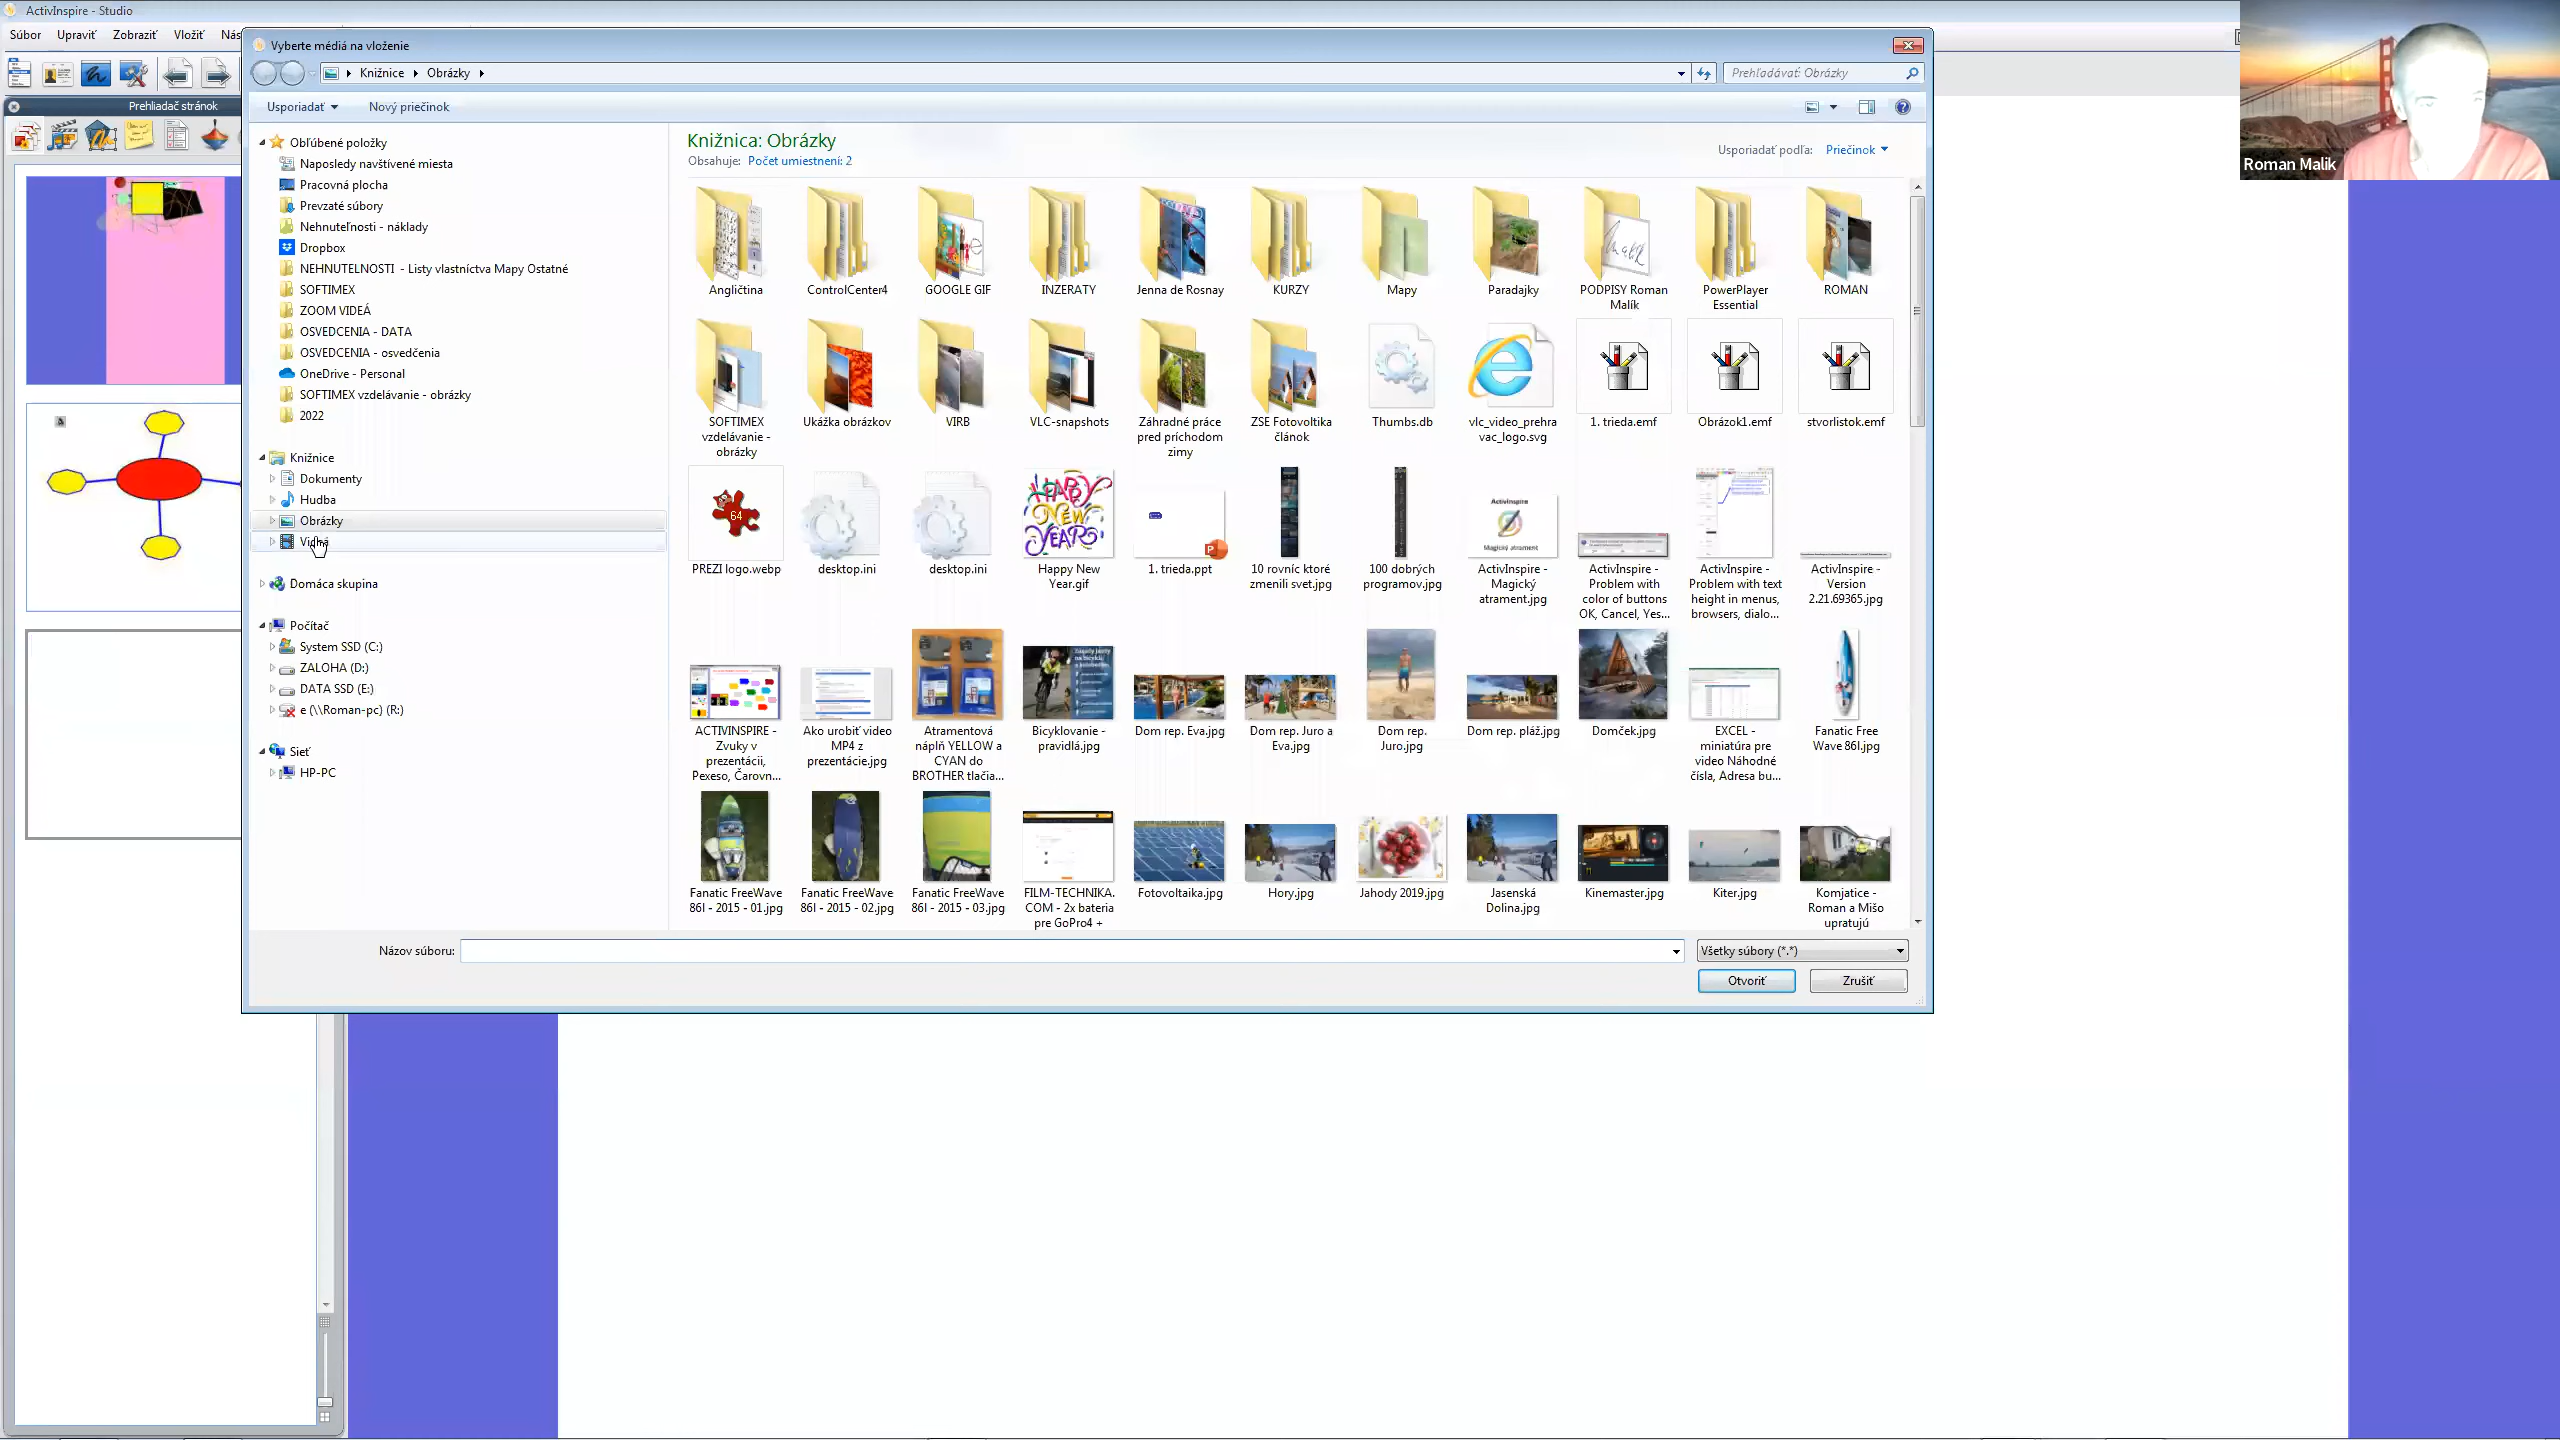 ActivInspire - Studio
Súbor Upraviť Zobraziť Vložiť
Vyberte médiá na vloženie
Knižnice Obrázky
Prehľadávať: Obrázky
Prehliadač stránok
Usporiadať Nový priečinok
Roman Malik
Obľúbené položky
Naposledy navštívené miesta
Pracovná plocha
Prevzaté súbory
Nehnuteľnosti - náklady
Dropbox
NEHNUTELNOSTI - Listy vlastníctva Mapy Ostatné
SOFTIMEX
ZOOM VIDEÁ
OSVEDCENIA - DATA
OSVEDCENIA - osvedčenia
OneDrive - Personal
SOFTIMEX vzdelávanie - obrázky
2022
Knižnice
Dokumenty
Hudba
Obrázky
Domáca skupina
Počítač
System SSD (C:)
ZALOHA (D:)
DATA SSD (E:)
e (\\Roman-pc) (R:)
Sieť
HP-PC
Knižnica: Obrázky
Obsahuje: Počet umiestnení: 2
Usporiadať podľa: Priečinok
Angličtina
ControlCenter4
GOOGLE GIF
INZERATY
Jenna de Rosnay
KURZY
Mapy
Paradajky
PODPISY Roman
Malík
PowerPlayer
Essential
ROMAN
SOFTIMEX
vzdelávanie -
obrázky
Ukážka obrázkov
VIRB
VLC-snapshots
Záhradné práce
pred príchodom
zimy
ZSE Fotovoltika
článok
Thumbs.db
vlc_video_prehra
vac_logo.svg
1. trieda.emf
Obrázok1.emf
stvorlistok.emf
64
PREZI logo.webp
desktop.ini
desktop.ini
HAPPY
NEW
YEAR!
Happy New
Year.gif
1. trieda.ppt
10 rovníc ktoré
zmenili svet.jpg
100 dobrých
programov.jpg
ActivInspire
Magický atrament
ActivInspire -
Magický
atrament.jpg
ActivInspire -
Problem with
color of buttons
OK, Cancel, Yes...
ActivInspire -
Problem with text
height in menus,
browsers, dialo...
ActivInspire -
Version
2.21.69365.jpg
ACTIVINSPIRE -
Zvuky v
prezentácii,
Pexeso, Čarovn...
Ako urobiť video
MP4 z
prezentácie.jpg
Atramentová
náplň YELLOW a
CYAN do
BROTHER tlačia...
Bicyklovanie -
pravidlá.jpg
Dom rep. Eva.jpg
Dom rep. Juro a
Eva.jpg
Dom rep.
Juro.jpg
Dom rep. pláž.jpg
Domček.jpg
EXCEL -
miniatúra pre
video Náhodné
čísla, Adresa bu...
Fanatic Free
Wave 86l.jpg
Fanatic FreeWave
86l - 2015 - 01.jpg
Fanatic FreeWave
86l - 2015 - 02.jpg
Fanatic FreeWave
86l - 2015 - 03.jpg
FILM-TECHNIKA.
COM - 2x bateria
pre GoPro4 +
Fotovoltaika.jpg
Hory.jpg
Jahody 2019.jpg
Jasenská
Dolina.jpg
Kinemaster.jpg
Kiter.jpg
Komjatice -
Roman a Mišo
upratujú
Názov súboru:
Všetky súbory (*.*)
Otvoriť Zrušiť